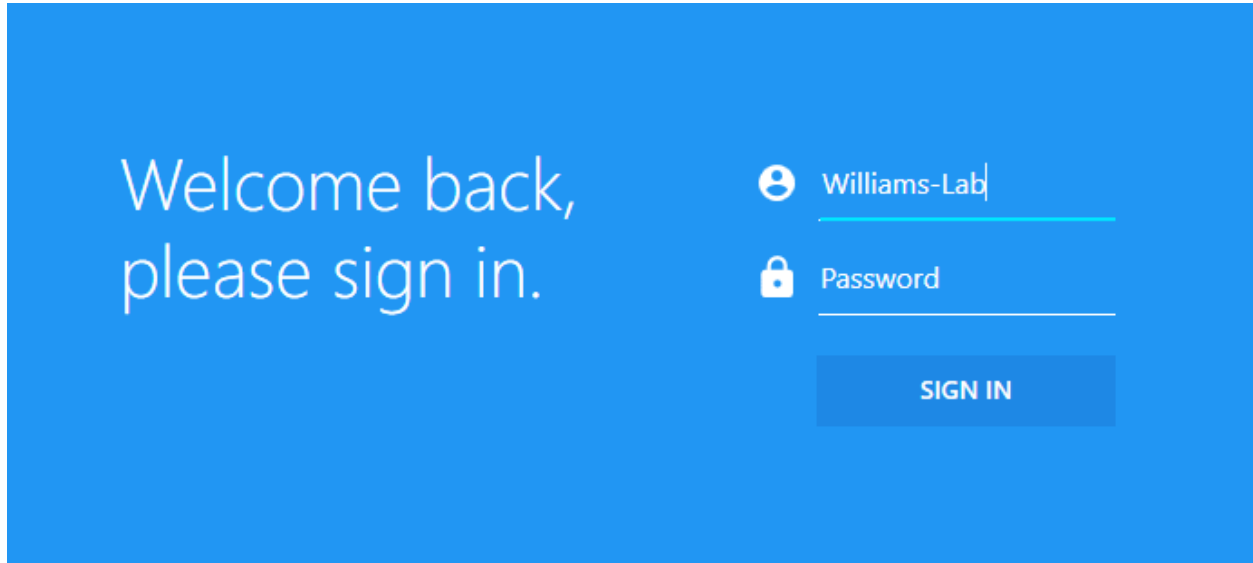 Welcome back,
please sign in.
Williams-Lab
Password
SIGN IN